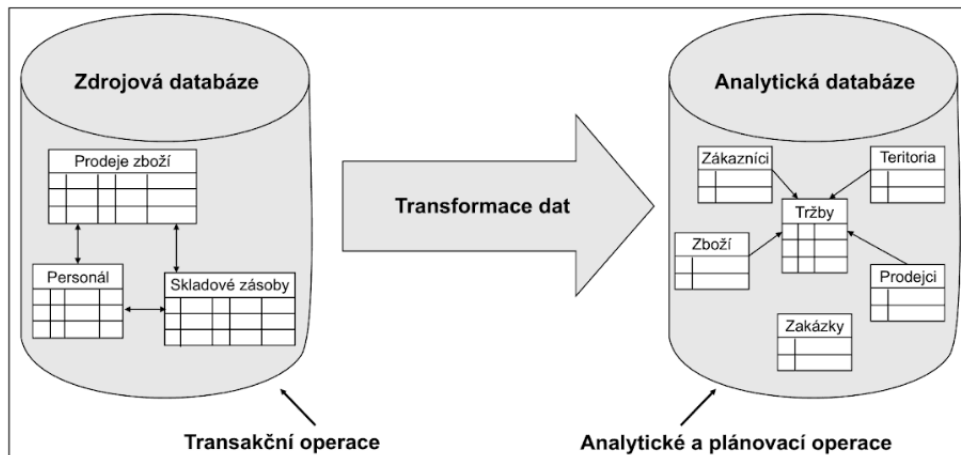 Zdrojová databáze
Prodeje zboží
Personál
Skladové zásoby
Transakční operace
Transformace dat
Analytická databáze
Zákazníci
Teritoria
Tržby
Zboží
Prodejci
Zakázky
Analytické a plánovací operace